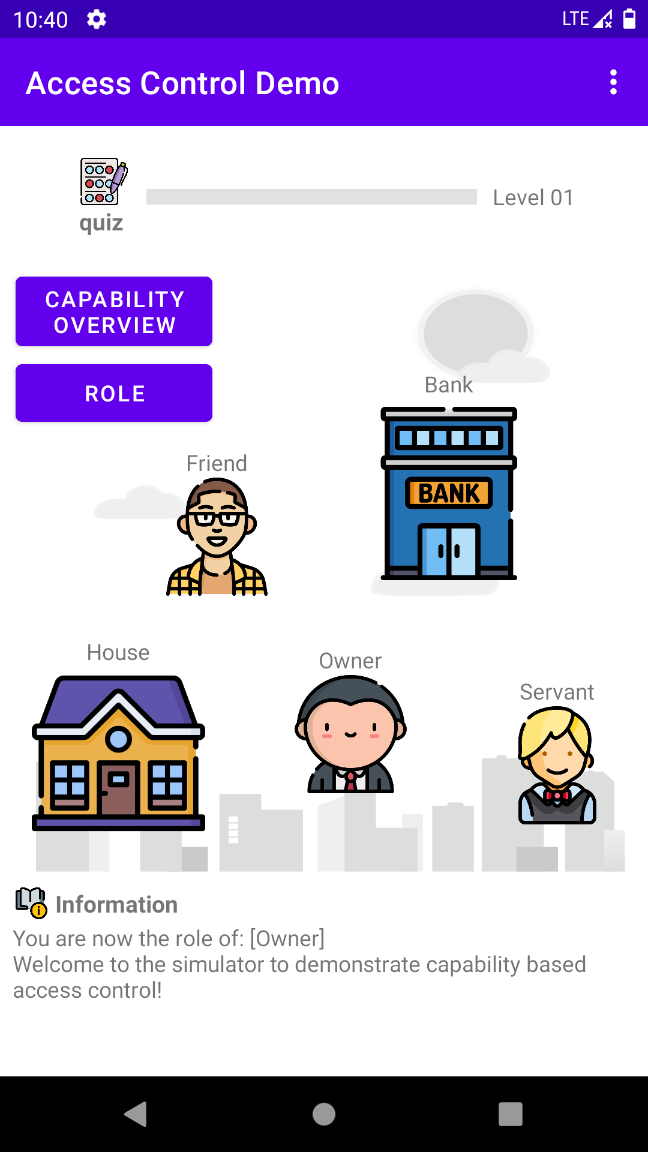 10:40
LTE
Access Control Demo
quiz
Level 01
CAPABILITY
OVERVIEW
ROLE
Bank
BANK
Friend
House
Owner
Servant
Information
You are now the role of: [Owner]
Welcome to the simulator to demonstrate capability based
access control!